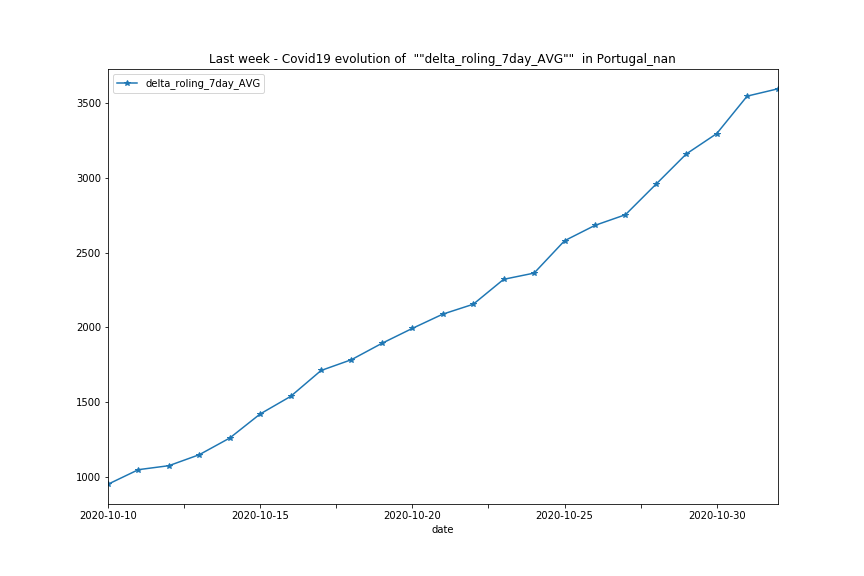 Last week - Covid19 evolution of  ""delta_roling_7day_AVG""  in Portugal_nan
delta_roling_7day_AVG
3500
3000
2500
2000
1500
1000
2020-10-10 2020-10-15 2020-10-20 2020-10-25 2020-10-30
date